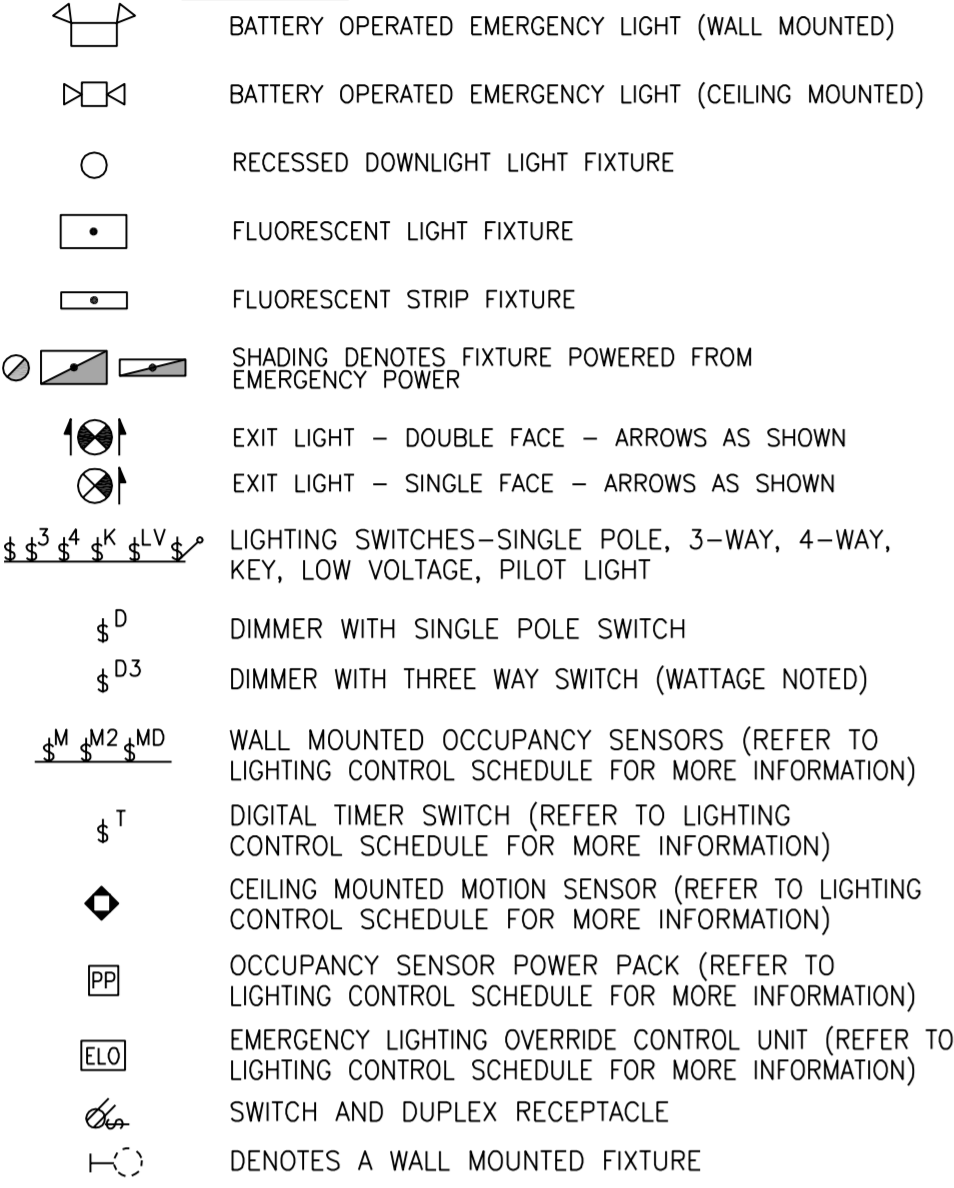 BATTERY OPERATED EMERGENCY LIGHT (WALL MOUNTED)
BATTERY OPERATED EMERGENCY LIGHT (CEILING MOUNTED)
RECESSED DOWNLIGHT LIGHT FIXTURE
FLUORESCENT LIGHT FIXTURE
FLUORESCENT STRIP FIXTURE
SHADING DENOTES FIXTURE POWERED FROM
EMERGENCY POWER
EXIT LIGHT – DOUBLE FACE – ARROWS AS SHOWN
EXIT LIGHT – SINGLE FACE – ARROWS AS SHOWN
$ $3 $4 $K $LV $ LIGHTING SWITCHES–SINGLE POLE, 3–WAY, 4–WAY,
KEY, LOW VOLTAGE, PILOT LIGHT
$D DIMMER WITH SINGLE POLE SWITCH
$D3 DIMMER WITH THREE WAY SWITCH (WATTAGE NOTED)
$M $M2 $MD WALL MOUNTED OCCUPANCY SENSORS (REFER TO
LIGHTING CONTROL SCHEDULE FOR MORE INFORMATION)
$T DIGITAL TIMER SWITCH (REFER TO LIGHTING
CONTROL SCHEDULE FOR MORE INFORMATION)
CEILING MOUNTED MOTION SENSOR (REFER TO LIGHTING
CONTROL SCHEDULE FOR MORE INFORMATION)
PP OCCUPANCY SENSOR POWER PACK (REFER TO
LIGHTING CONTROL SCHEDULE FOR MORE INFORMATION)
ELO EMERGENCY LIGHTING OVERRIDE CONTROL UNIT (REFER TO
LIGHTING CONTROL SCHEDULE FOR MORE INFORMATION)
$ SWITCH AND DUPLEX RECEPTACLE
DENOTES A WALL MOUNTED FIXTURE